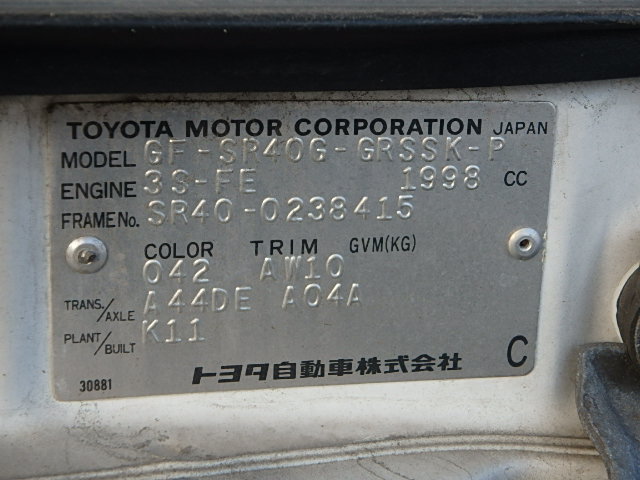 TOYOTA MOTOR CORPORATION JAPAN
MODEL GF-SR40G-GRSSK-P
ENGINE 3S-FE 1998 CC
FRAME No. SR40-0238415
COLOR TRIM GVM(KG)
042 AW10
TRANS./AXLE A44DE A04A
PLANT/BUILT K11
トヨタ自動車株式会社 C
30881